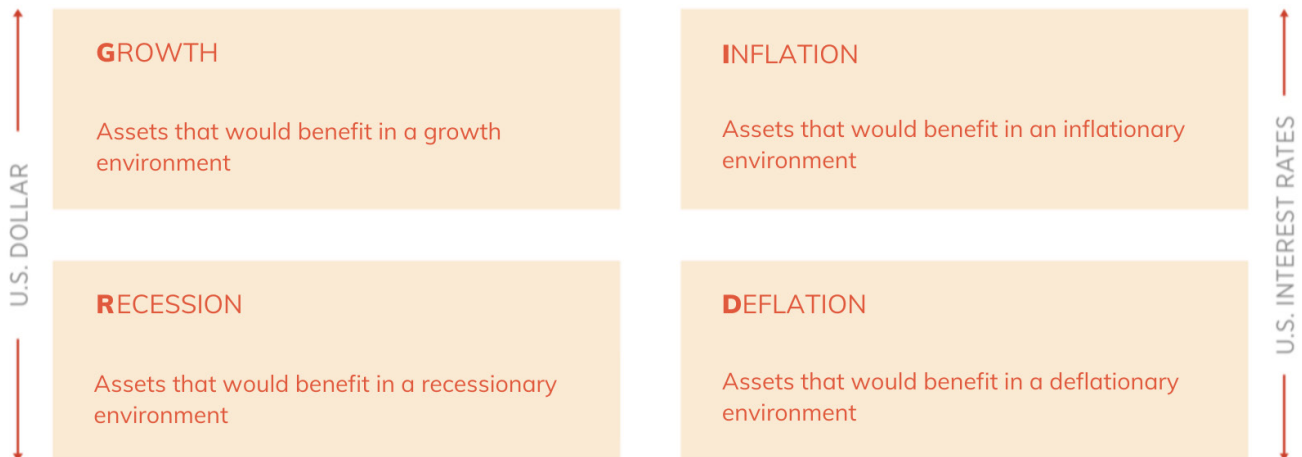 U.S. DOLLAR
GROWTH
Assets that would benefit in a growth
environment
INFLATION
Assets that would benefit in an inflationary
environment
RECESSION
Assets that would benefit in a recessionary
environment
DEFLATION
Assets that would benefit in a deflationary
environment
U.S. INTEREST RATES